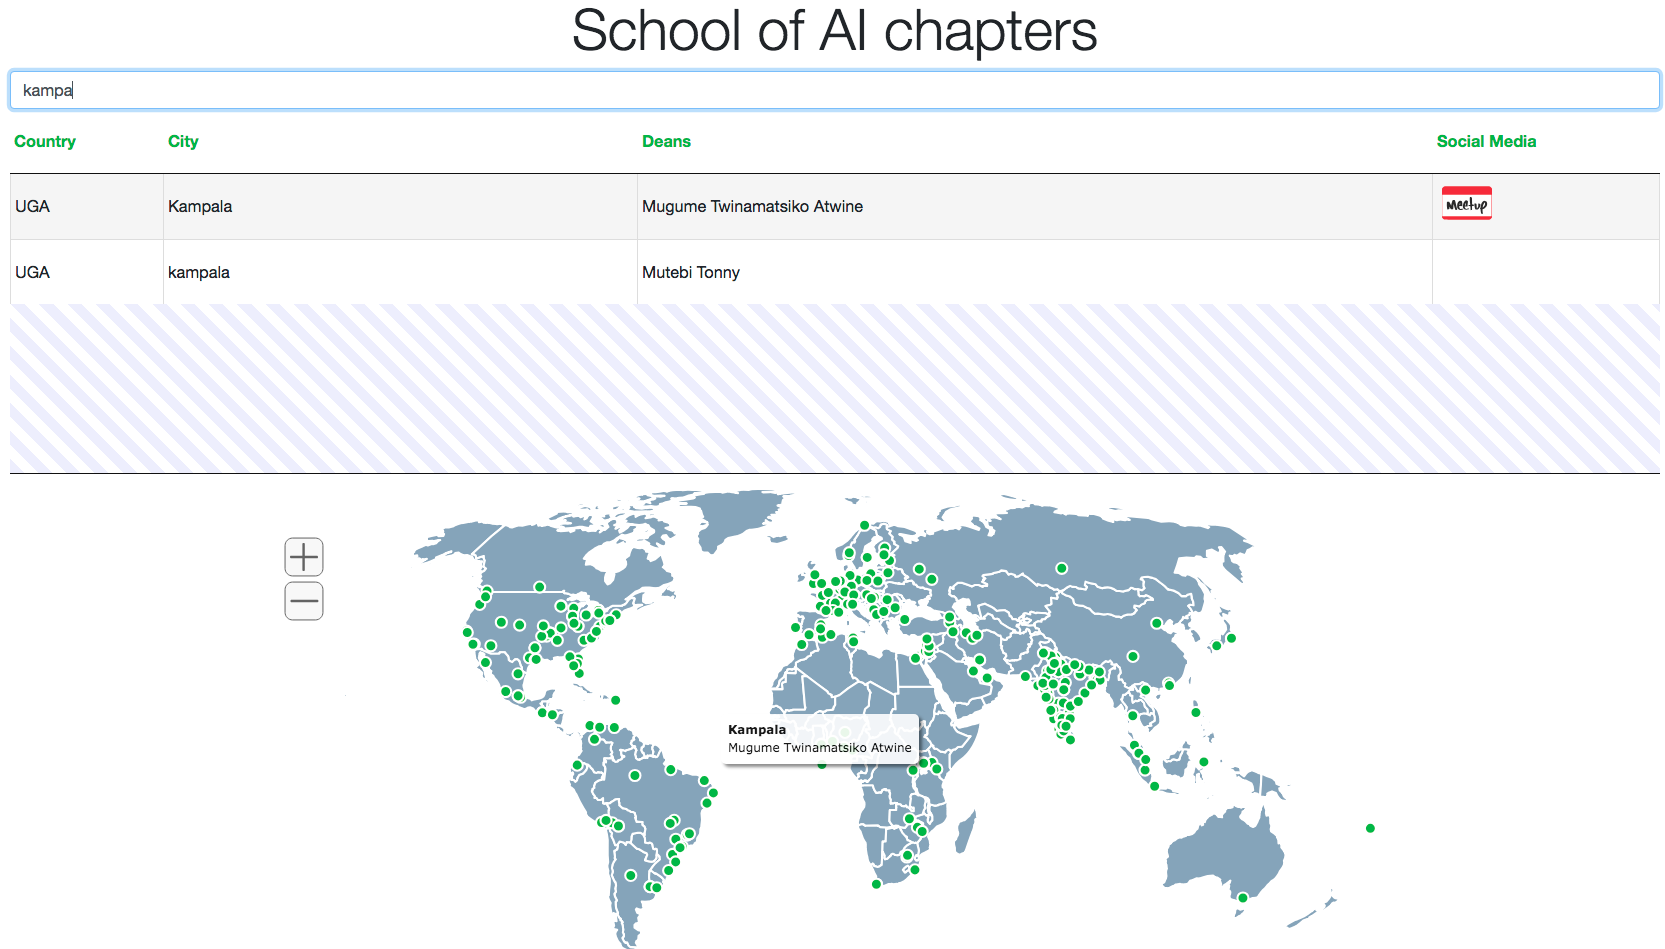 School of AI chapters
kampa
Country City Deans Social Media
UGA Kampala Mugume Twinamatsiko Atwine Meetup
UGA kampala Mutebi Tonny
Kampala
Mugume Twinamatsiko Atwine